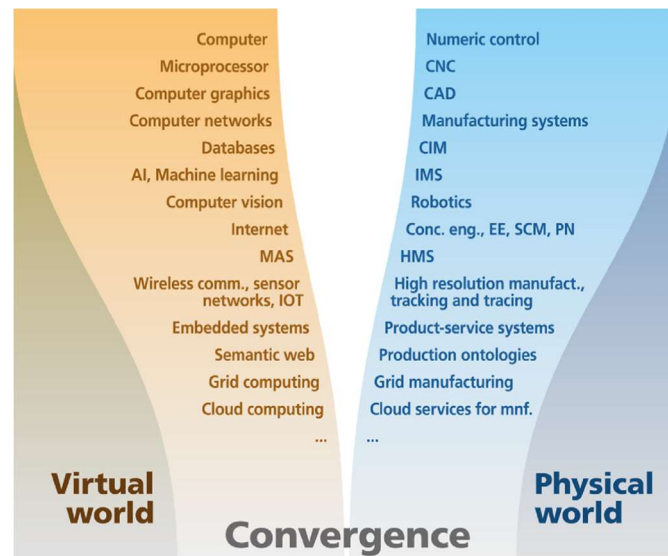 Computer
Numeric control
Microprocessor
CNC
Computer graphics
CAD
Computer networks
Manufacturing systems
Databases
CIM
AI, Machine learning
IMS
Computer vision
Robotics
Internet
Conc. eng., EE, SCM, PN
MAS
HMS
Wireless comm., sensor
networks, IOT
High resolution manufact.,
tracking and tracing
Embedded systems
Product-service systems
Semantic web
Production ontologies
Grid computing
Grid manufacturing
Cloud computing
Cloud services for mnf.
...
...
Virtual
world
Physical
world
Convergence